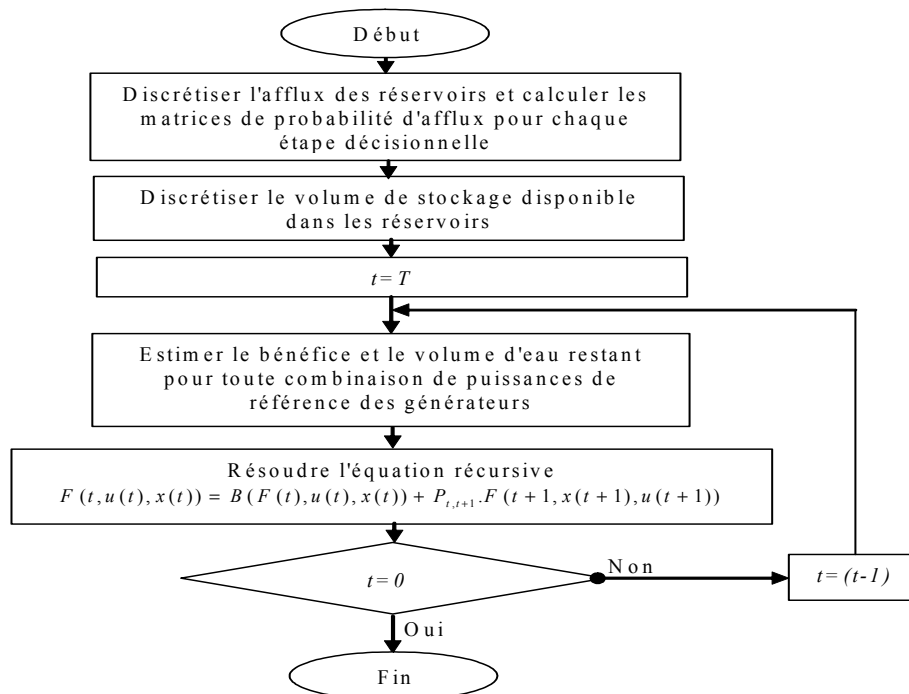 Début
Discrétiser l'afflux des réservoirs et calculer les
matrices de probabilité d'afflux pour chaque
étape décisionnelle
Discrétiser le volume de stockage disponible
dans les réservoirs
t = T
Estimer le bénéfice et le volume d'eau restant
pour toute combinaison de puissances de
référence des générateurs
Résoudre l'équation récursive
F (t, u(t), x(t)) = B(F(t), u(t), x(t)) + P_{t,t+1}.F (t+1, x(t+1), u(t+1))
t=0
Non
t=(t-1)
Oui
Fin